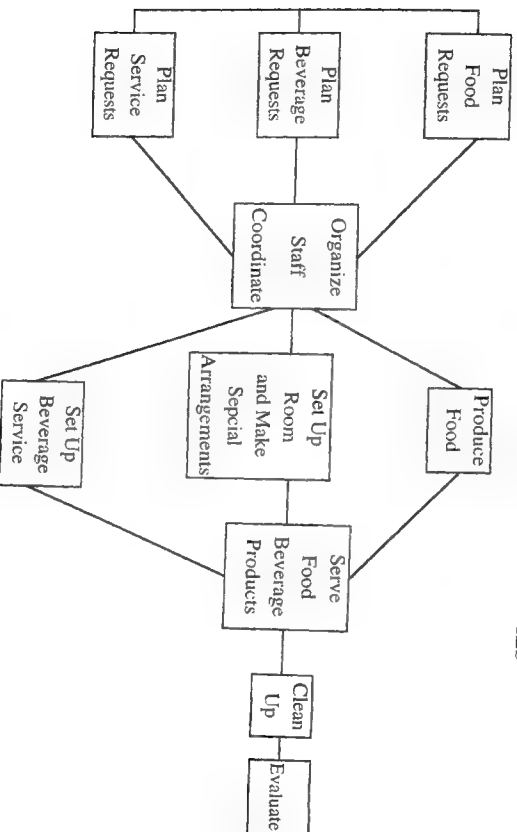 Plan
Food
Requests
Plan
Beverage
Requests
Plan
Service
Requests
Organize
Staff
Coordinate
Produce
Food
Set Up
Room
and Make
Sepcial
Arrangements
Set Up
Beverage
Service
Serve
Food
Beverage
Products
Clean
Up
Evaluate